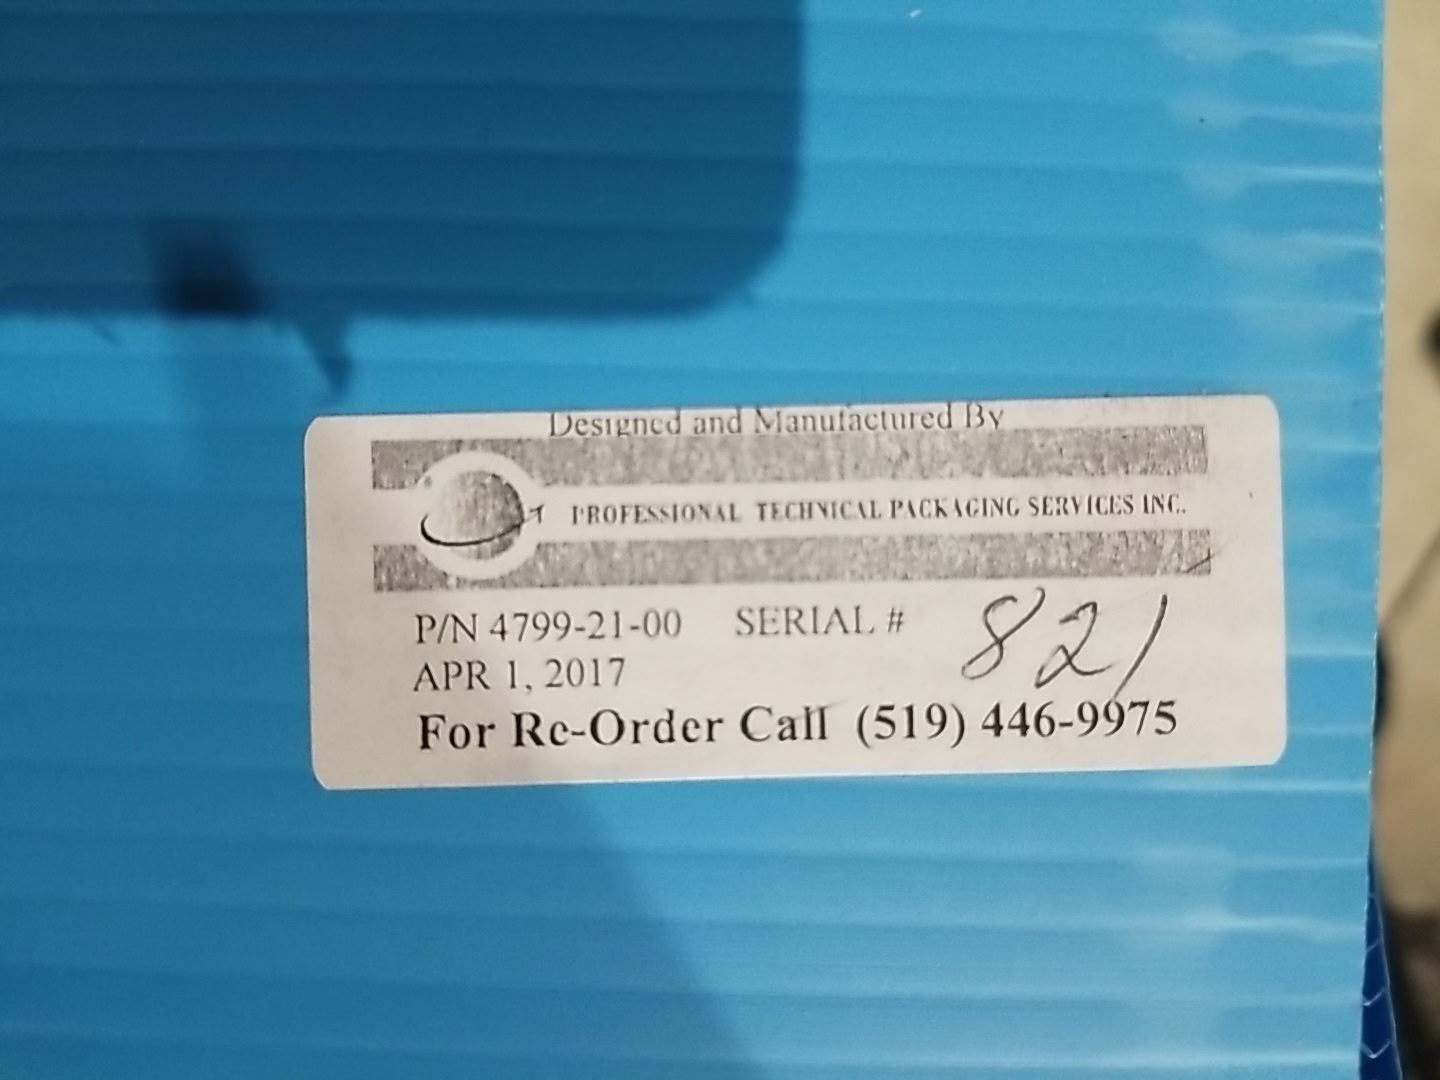 Designed and Manufactured By
PROFESSIONAL TECHNICAL PACKAGING SERVICES INC.
P/N 4799-21-00 SERIAL # 821
APR 1, 2017
For Re-Order Call (519) 446-9975